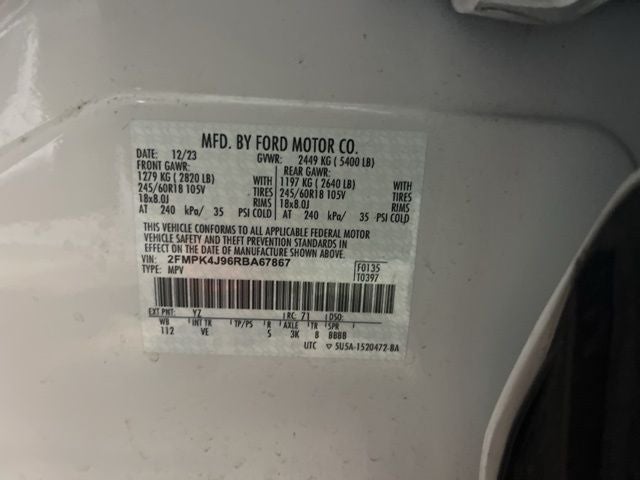 MFD. BY FORD MOTOR CO.
DATE: 12/23 GVWR: 2449 KG ( 5400 LB)
FRONT GAWR: REAR GAWR:
1279 KG ( 2820 LB) WITH 1197 KG ( 2640 LB) WITH
245/60R18 105V TIRES 245/60R18 105V TIRES
18x8.0J RIMS 18x8.0J RIMS
AT 240 kPa/ 35 PSI COLD AT 240 kPa/ 35 PSI COLD
THIS VEHICLE CONFORMS TO ALL APPLICABLE FEDERAL MOTOR
VEHICLE SAFETY AND THEFT PREVENTION STANDARDS IN
EFFECT ON THE DATE OF MANUFACTURE SHOWN ABOVE.
VIN: 2FMPK4J96RBA67867 F0135
TYPE: MPV T0397
EXT PNT: YZ RC: 71 DSO:
WB INT TR TP/PS R AXLE TR SPR
112 VE 5 3K 8 BBBB
UTC ▽ 5U5A-1520472-BA